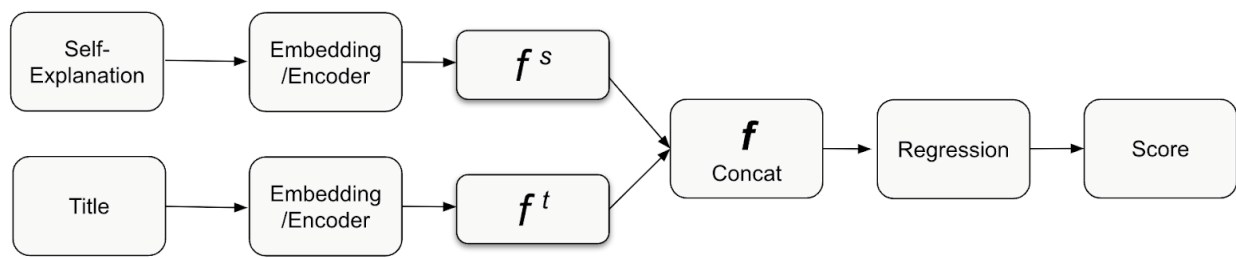 Self-
Explanation
Embedding
/Encoder
f s
f
Concat
Regression
Score
Title
Embedding
/Encoder
f t